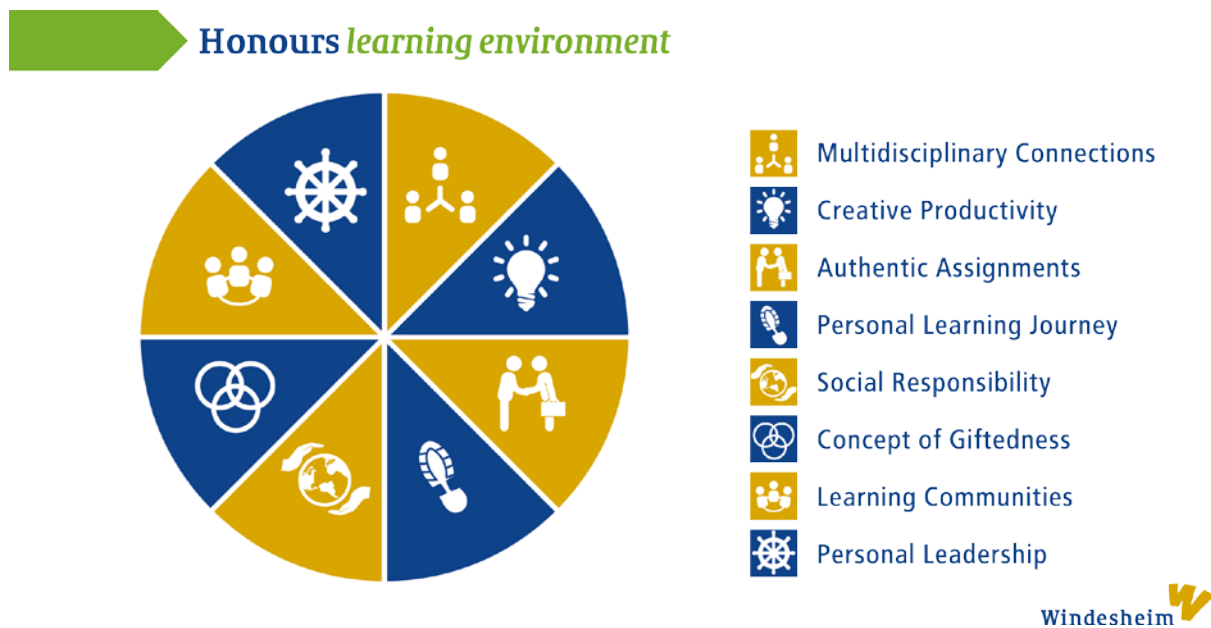 Honours learning environment
Multidisciplinary Connections
Creative Productivity
Authentic Assignments
Personal Learning Journey
Social Responsibility
Concept of Giftedness
Learning Communities
Personal Leadership
Windesheim